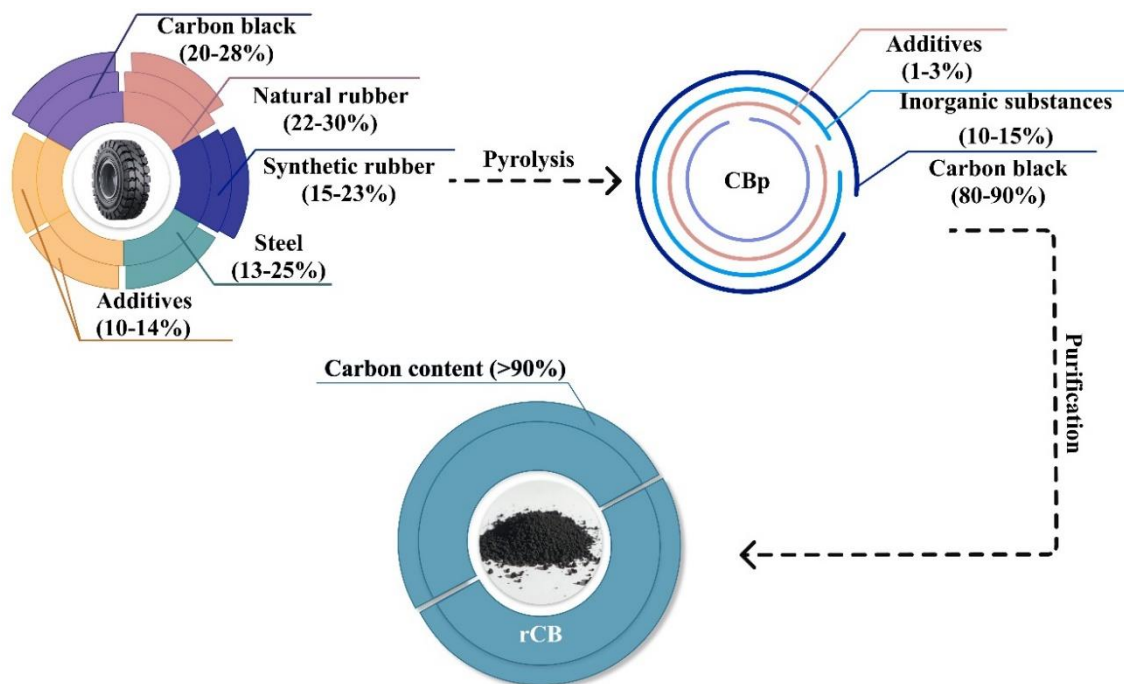 Carbon black
(20-28%)
Natural rubber
(22-30%)
Synthetic rubber
(15-23%)
Steel
(13-25%)
Additives
(10-14%)
Pyrolysis
CBp
Additives
(1-3%)
Inorganic substances
(10-15%)
Carbon black
(80-90%)
Purification
Carbon content (>90%)
rCB